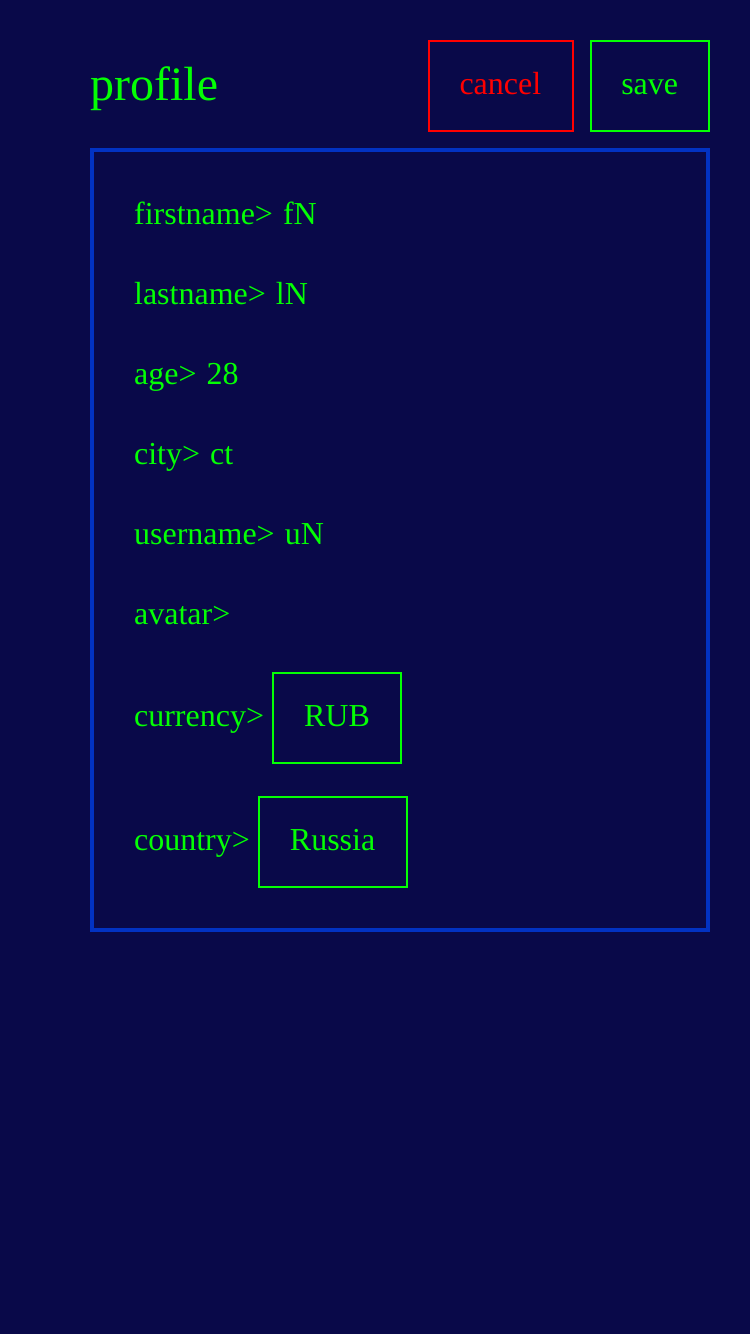 profile cancel save
firstname> fN
lastname> lN
age> 28
city> ct
username> uN
avatar>
currency> RUB
country> Russia